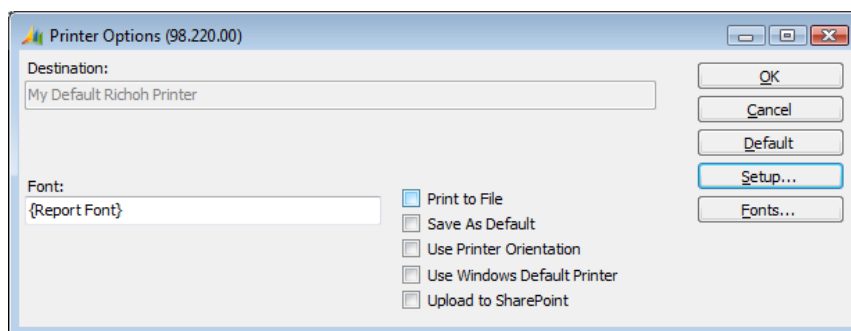 Printer Options (98.220.00)
Destination:
My Default Richoh Printer
Font:
{Report Font}
Print to File
Save As Default
Use Printer Orientation
Use Windows Default Printer
Upload to SharePoint
OK
Cancel
Default
Setup...
Fonts...